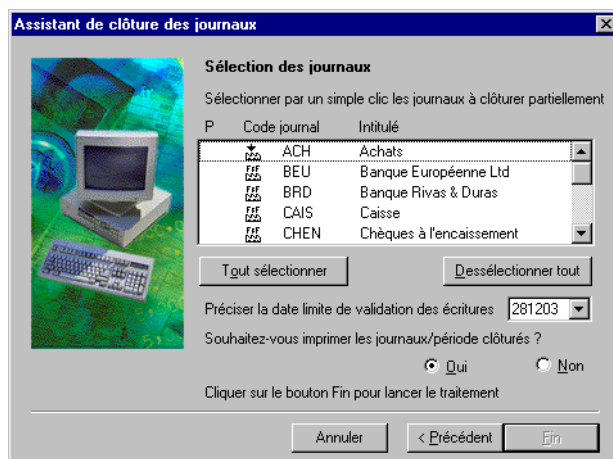 Assistant de clôture des journaux
Sélection des journaux
Sélectionner par un simple clic les journaux à clôturer partiellement
P Code journal Intitulé
ACH Achats
BEU Banque Européenne Ltd
BRD Banque Rivas & Duras
CAIS Caisse
CHEN Chèques à l'encaissement
Tout sélectionner Dessélectionner tout
Préciser la date limite de validation des écritures 281203
Souhaitez-vous imprimer les journaux/période clôturés ?
Oui Non
Cliquer sur le bouton Fin pour lancer le traitement
Annuler < Précédent Fin